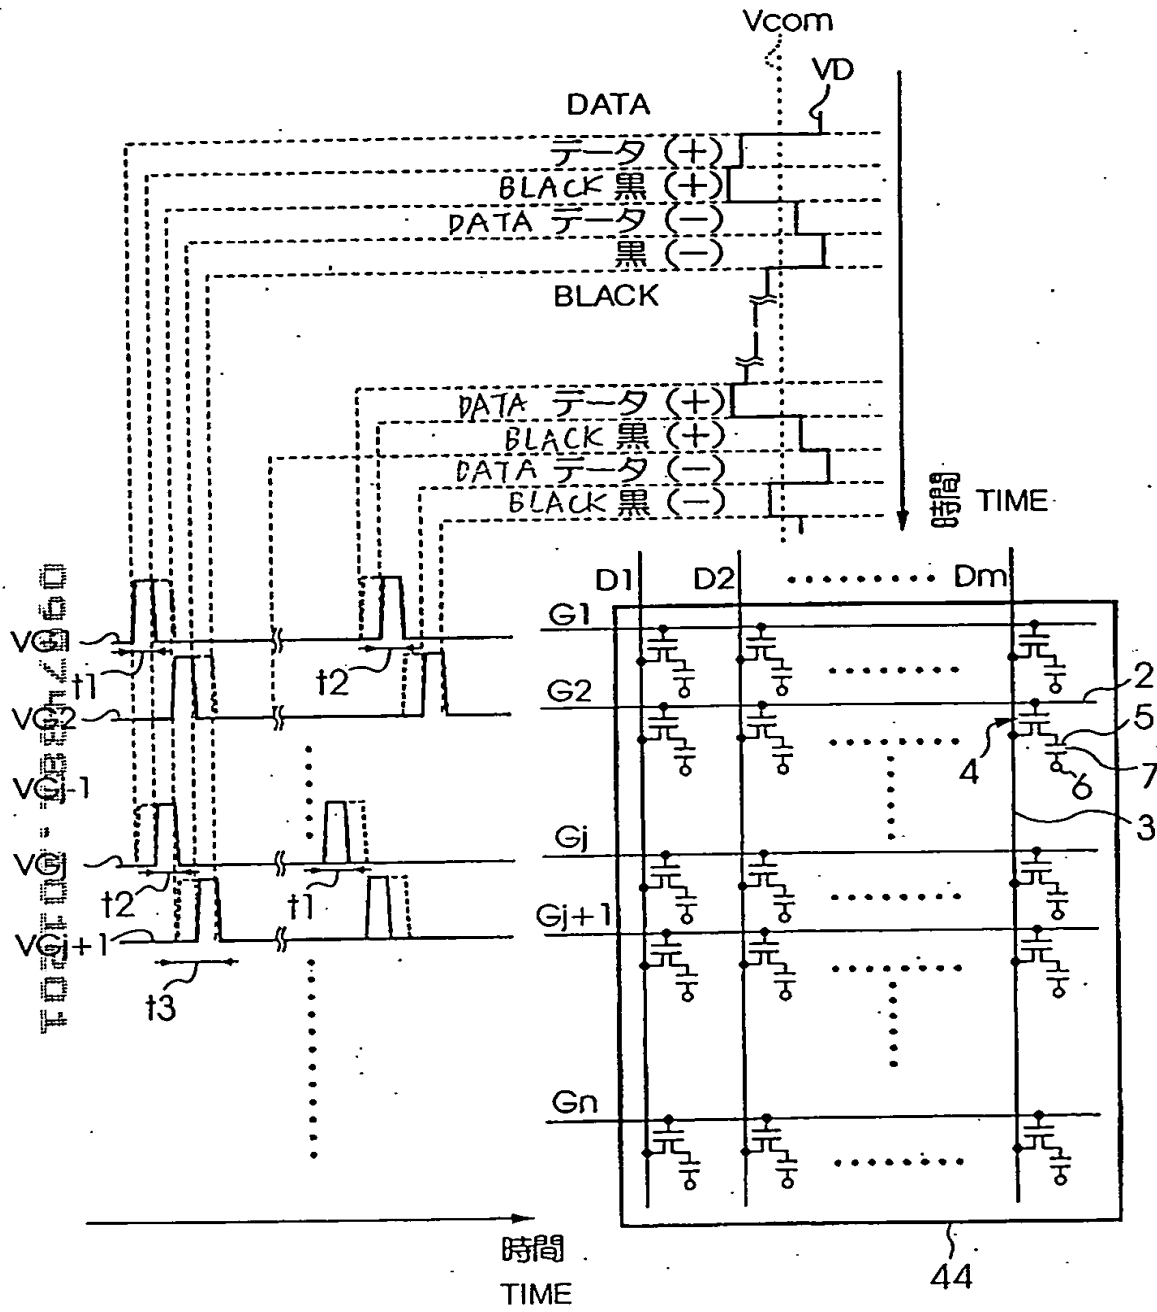 Vcom
VD
DATA
データ (+)
BLACK 黒 (+)
DATA データ (-)
黒 (-)
BLACK
DATA データ (+)
BLACK 黒 (+)
DATA データ (-)
BLACK 黒 (-)
時間 TIME
D1 D2 Dm
G1
VG1
t1
t2
G2
2
VG2
4
5
7
6
VGj-1
3
Gj
VGj
t2
t1
Gj+1
VGj+1
t3
Gn
時間
TIME
44